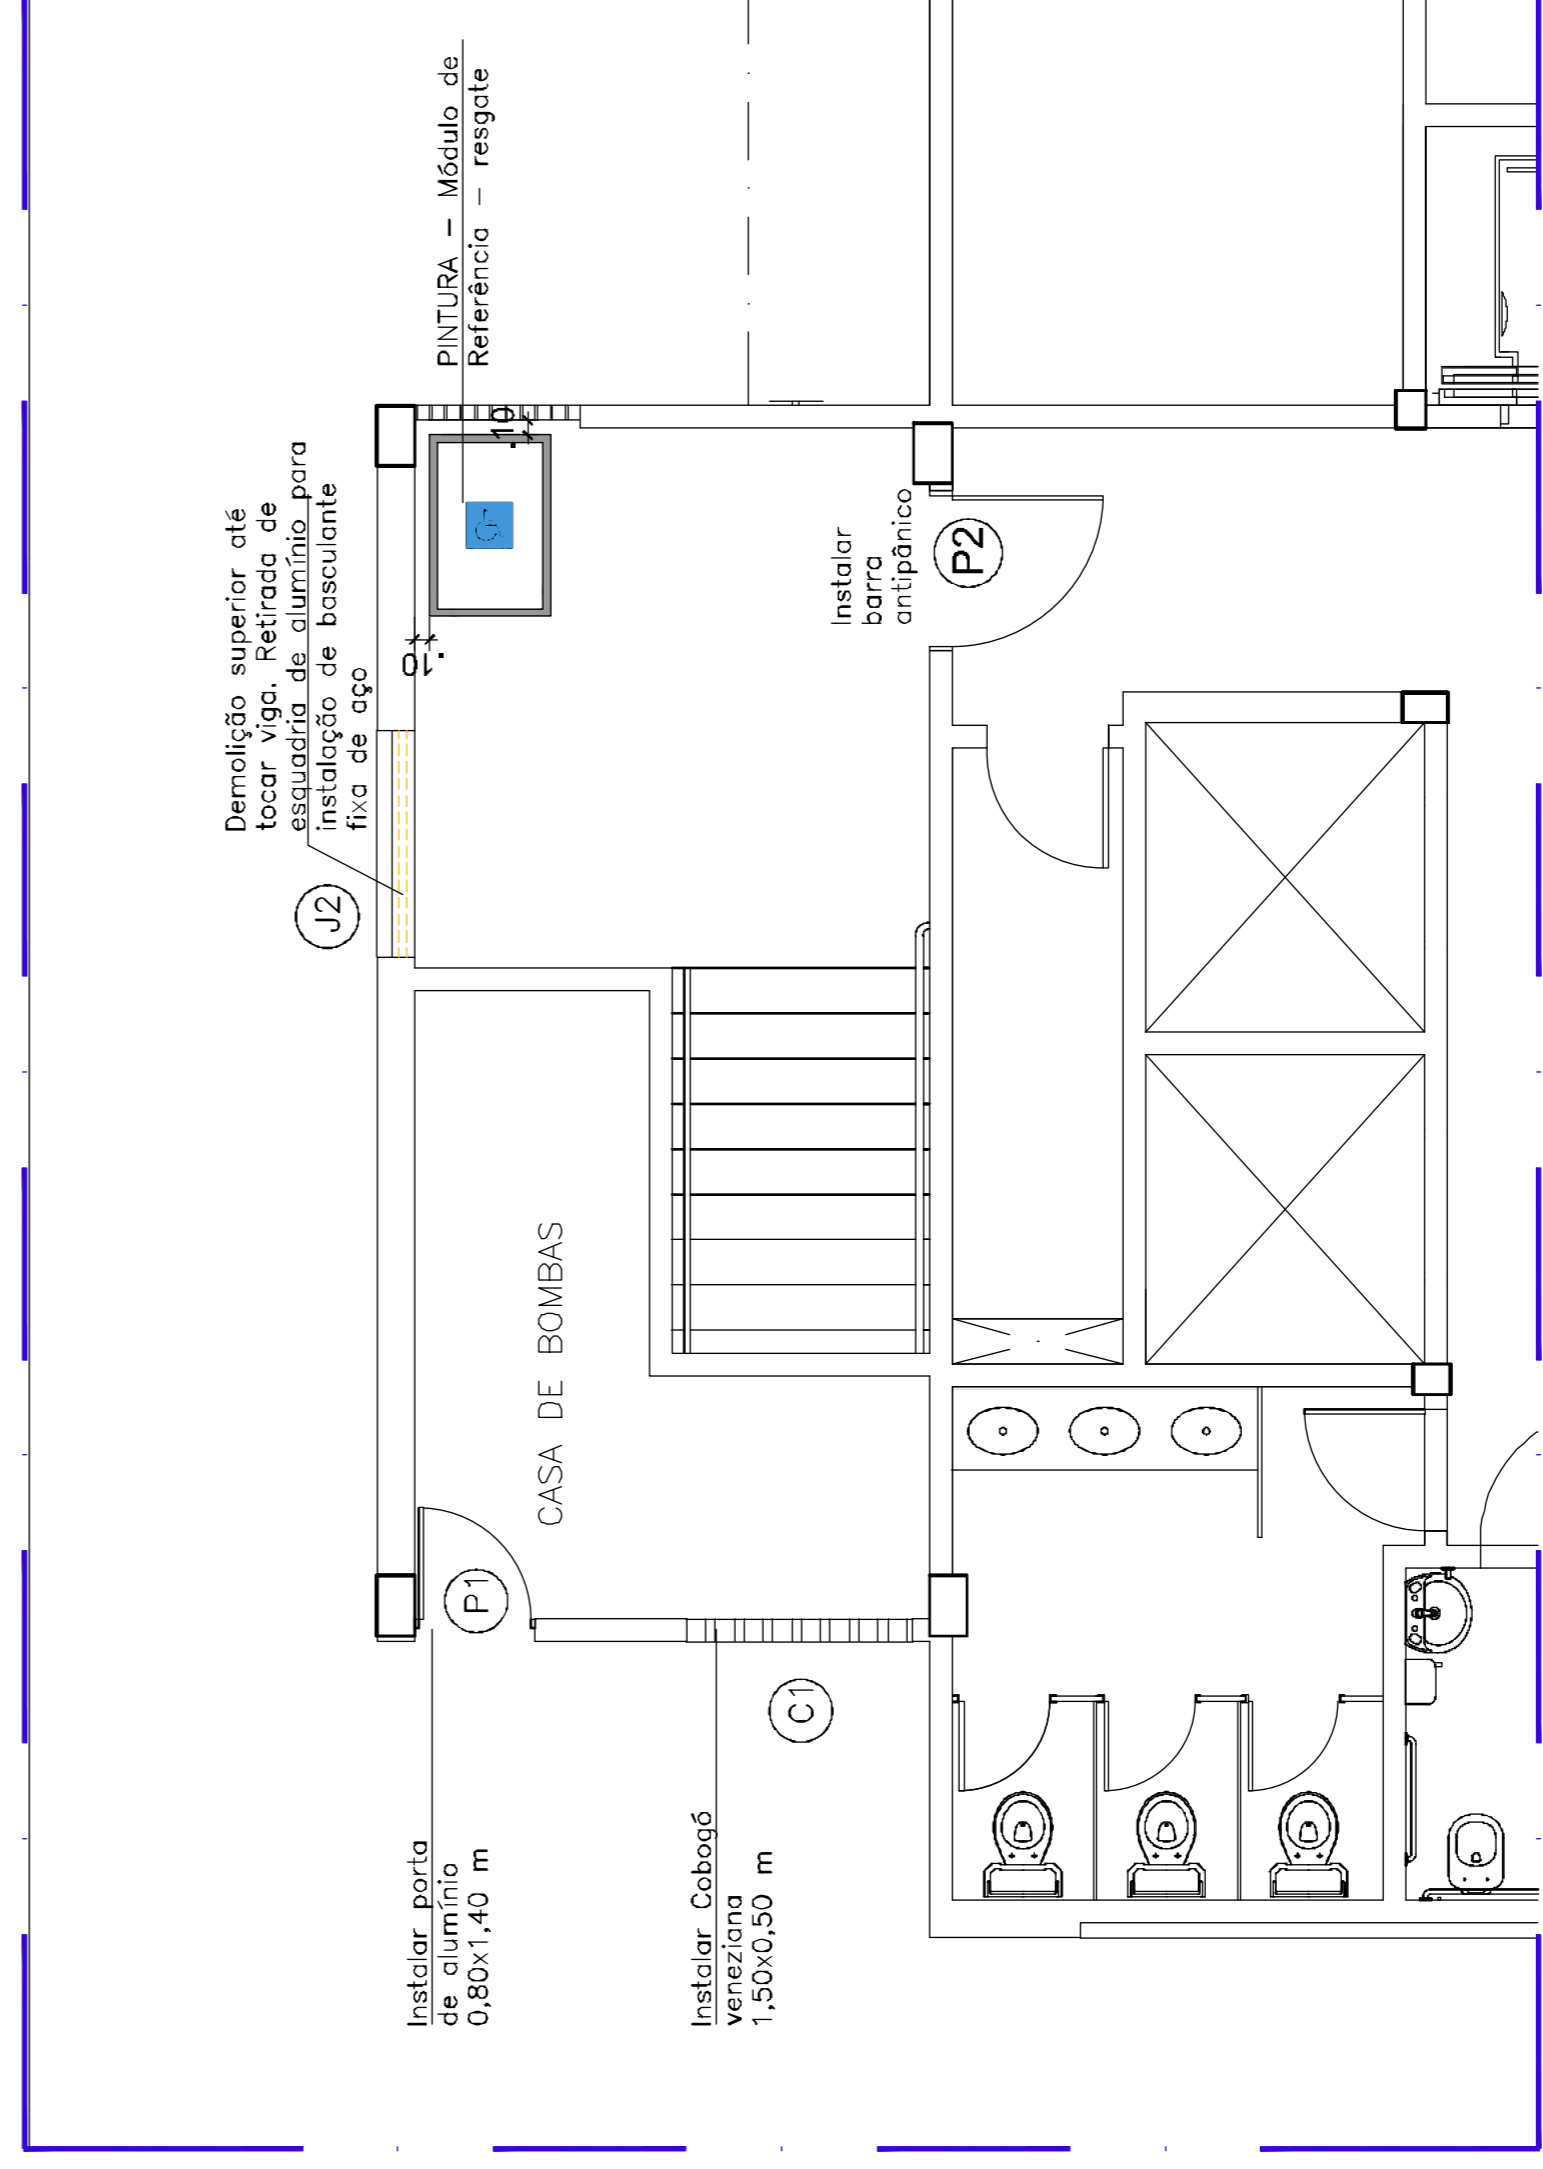 Demolição superior até
tocar viga. Retirada de
esquadria de alumínio para
instalação de basculante
fixa de aço
J2
PINTURA – Módulo de
Referência – resgate
.10
.10
Instalar
barra
antipânico
P2
CASA DE BOMBAS
P1
Instalar porta
de alumínio
0,80x1,40 m
C1
Instalar Cobogó
veneziana
1,50x0,50 m